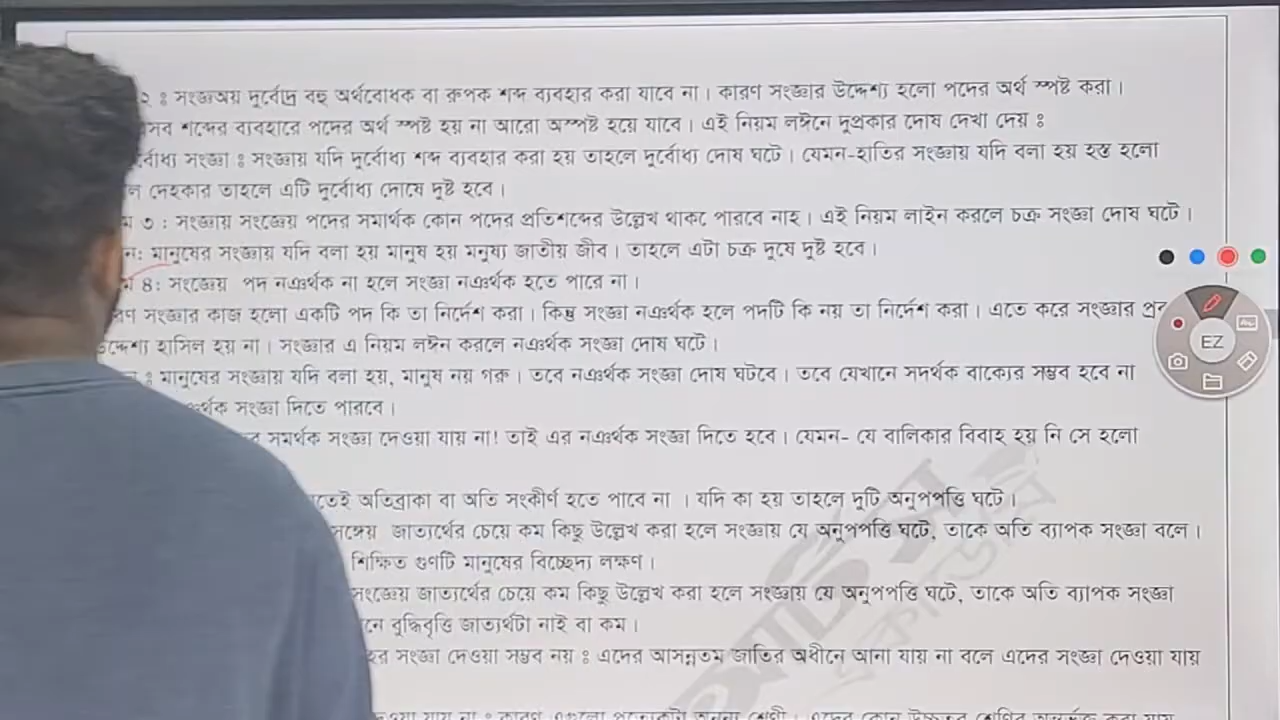 ২ ঃ সংজ্ঞঅয় দুর্বোদ্র বহু অর্থবোধক বা রুপক শব্দ ব্যবহার করা যাবে না। কারণ সংজ্ঞার উদ্দেশ্য হলো পদের অর্থ স্পষ্ট করা।
সব শব্দের ব্যবহারে পদের অর্থ স্পষ্ট হয় না আরো অস্পষ্ট হয়ে যাবে। এই নিয়ম লঙ্গনে দুপ্রকার দোষ দেখা দেয় ঃ
র্বোধ্য সংজ্ঞা ঃ সংজ্ঞায় যদি দুর্বোধ্য শব্দ ব্যবহার করা হয় তাহলে দুর্বোধ্য দোষ ঘটে। যেমন-হাতির সংজ্ঞায় যদি বলা হয় হস্ত হলো
ল দেহকার তাহলে এটি দুর্বোধ্য দোষে দুষ্ট হবে।
ম ৩ : সংজ্ঞায় সংজ্ঞেয় পদের সমার্থক কোন পদের প্রতিশব্দের উল্লেখ থাকদে পারবে নাহ। এই নিয়ম লাইন করলে চক্র সংজ্ঞা দোষ ঘটে।
ন: মানুষের সংজ্ঞায় যদি বলা হয় মানুষ হয় মনুষ্য জাতীয় জীব। তাহলে এটা চক্র দুষে দুষ্ট হবে।
ম ৪: সংজ্ঞেয় পদ নঞর্থক না হলে সংজ্ঞা নঞর্থক হতে পারে না।
রণ সংজ্ঞার কাজ হলো একটি পদ কি তা নির্দেশ করা। কিন্তু সংজ্ঞা নঞর্থক হলে পদটি কি নয় তা নির্দেশ করা। এতে করে সংজ্ঞার প্র
উদ্দেশ্য হাসিল হয় না। সংজ্ঞার এ নিয়ম লঙ্গন করলে নঞর্থক সংজ্ঞা দোষ ঘটে।
ন ঃ মানুষের সংজ্ঞায় যদি বলা হয়, মানুষ নয় গরু। তবে নঞর্থক সংজ্ঞা দোষ ঘটবে। তবে যেখানে সদর্থক বাক্যের সম্ভব হবে না
র্থক সংজ্ঞা দিতে পারবে।
সমর্থক সংজ্ঞা দেওয়া যায় না! তাই এর নঞর্থক সংজ্ঞা দিতে হবে। যেমন- যে বালিকার বিবাহ হয় নি সে হলো
তেই অতিব্রাকা বা অতি সংকীর্ণ হতে পাবে না । যদি কা হয় তাহলে দুটি অনুপপত্তি ঘটে।
সঙ্গেয় জাত্যর্থের চেয়ে কম কিছু উল্লেখ করা হলে সংজ্ঞায় যে অনুপপত্তি ঘটে, তাকে অতি ব্যাপক সংজ্ঞা বলে।
শিক্ষিত গুণটি মানুষের বিচ্ছেদ্য লক্ষণ।
সংজ্ঞেয় জাত্যর্থের চেয়ে কম কিছু উল্লেখ করা হলে সংজ্ঞায় যে অনুপপত্তি ঘটে, তাকে অতি ব্যাপক সংজ্ঞা
নে বুদ্ধিবৃত্তি জাত্যর্থটা নাই বা কম।
সংজ্ঞা দেওয়া সম্ভব নয় ঃ এদের আসন্নতম জাতির অধীনে আনা যায় না বলে এদের সংজ্ঞা দেওয়া যায়
EZ